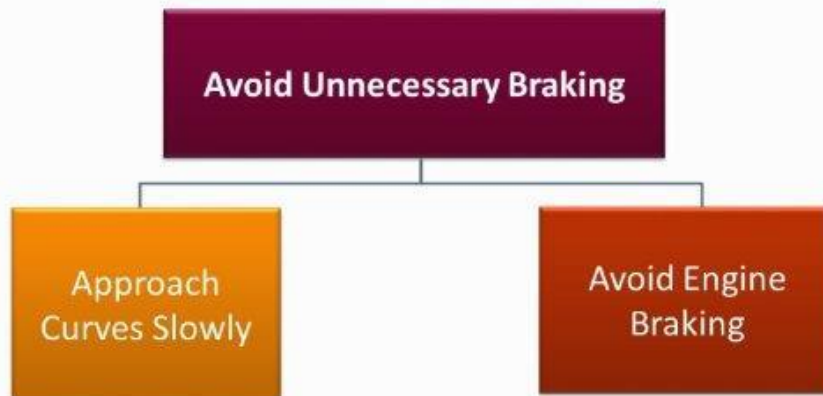 Avoid Unnecessary Braking
Approach
Curves Slowly
Avoid Engine
Braking